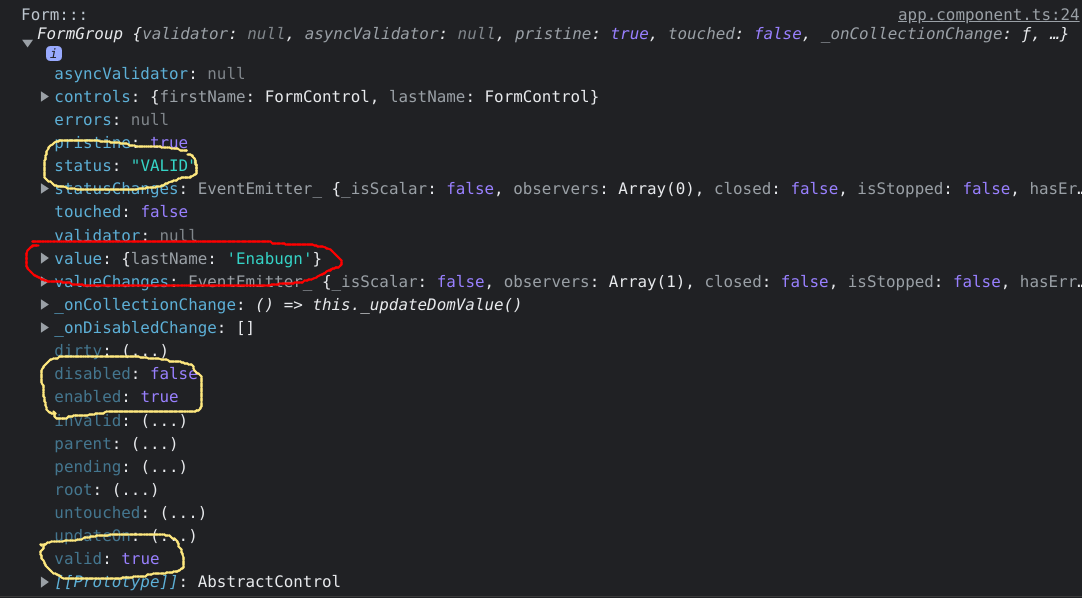 Form::: app.component.ts:24
FormGroup {validator: null, asyncValidator: null, pristine: true, touched: false, _onCollectionChange: ƒ, …}
i
asyncValidator: null
controls: {firstName: FormControl, lastName: FormControl}
errors: null
pristine: true
status: "VALID"
statusChanges: EventEmitter_ {_isScalar: false, observers: Array(0), closed: false, isStopped: false, hasEr…
touched: false
validator: null
value: {lastName: 'Enabugn'}
valueChanges: EventEmitter_ {_isScalar: false, observers: Array(1), closed: false, isStopped: false, hasErr…
_onCollectionChange: () => this._updateDomValue()
_onDisabledChange: []
dirty: (...)
disabled: false
enabled: true
invalid: (...)
parent: (...)
pending: (...)
root: (...)
untouched: (...)
updateOn: (...)
valid: true
[[Prototype]]: AbstractControl